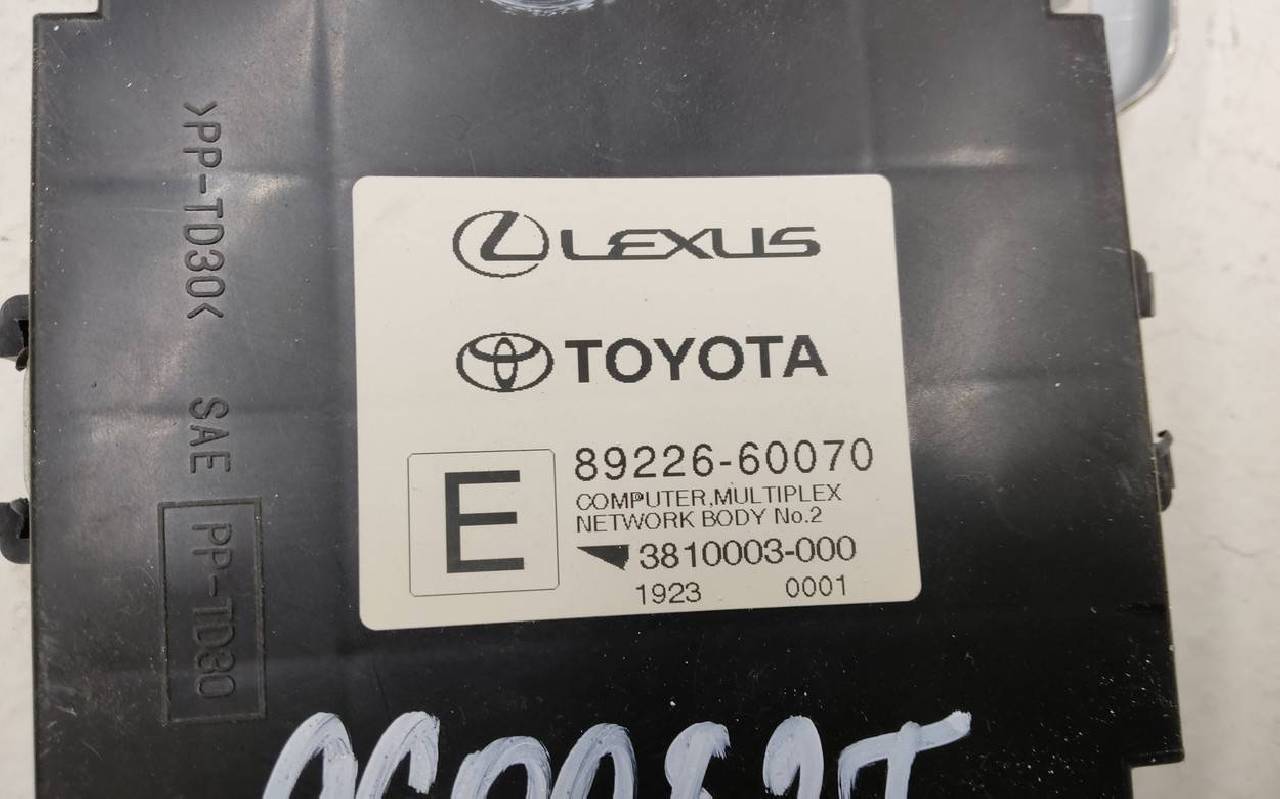 >PP-TD30<
SAE
PP-TD30
LEXUS
TOYOTA
E
89226-60070
COMPUTER,MULTIPLEX
NETWORK BODY No.2
3810003-000
1923 0001